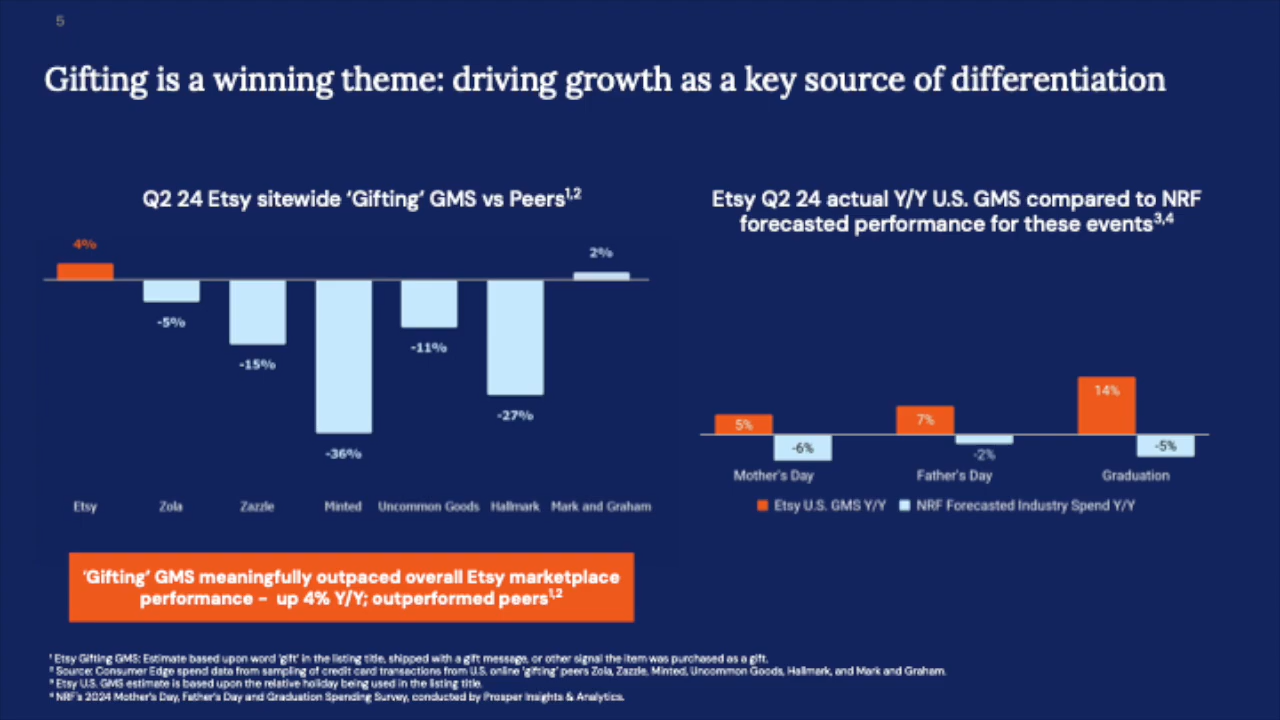 5
Gifting is a winning theme: driving growth as a key source of differentiation
Q2 24 Etsy sitewide ‘Gifting’ GMS vs Peers1,2
4%
2%
-5%
-15%
-36%
-11%
-27%
Etsy Zola Zazzle Minted Uncommon Goods Hallmark Mark and Graham
‘Gifting’ GMS meaningfully outpaced overall Etsy marketplace
performance - up 4% Y/Y; outperformed peers1,2
Etsy Q2 24 actual Y/Y U.S. GMS compared to NRF
forecasted performance for these events3,4
5%
-6%
7%
-2%
14%
-5%
Mother's Day Father's Day Graduation
Etsy U.S. GMS Y/Y NRF Forecasted Industry Spend Y/Y
1 Etsy Gifting GMS: Estimate based upon word 'gift' in the listing title, shipped with a gift message, or other signal the item was purchased as a gift.
2 Source: Consumer Edge spend data from sampling of credit card transactions from U.S. online 'gifting' peers Zola, Zazzle, Minted, Uncommon Goods, Hallmark, and Mark and Graham.
3 Etsy U.S. GMS estimate is based upon the relative holiday being used in the listing title.
4 NRF's 2024 Mother's Day, Father's Day and Graduation Spending Survey, conducted by Prosper Insights & Analytics.